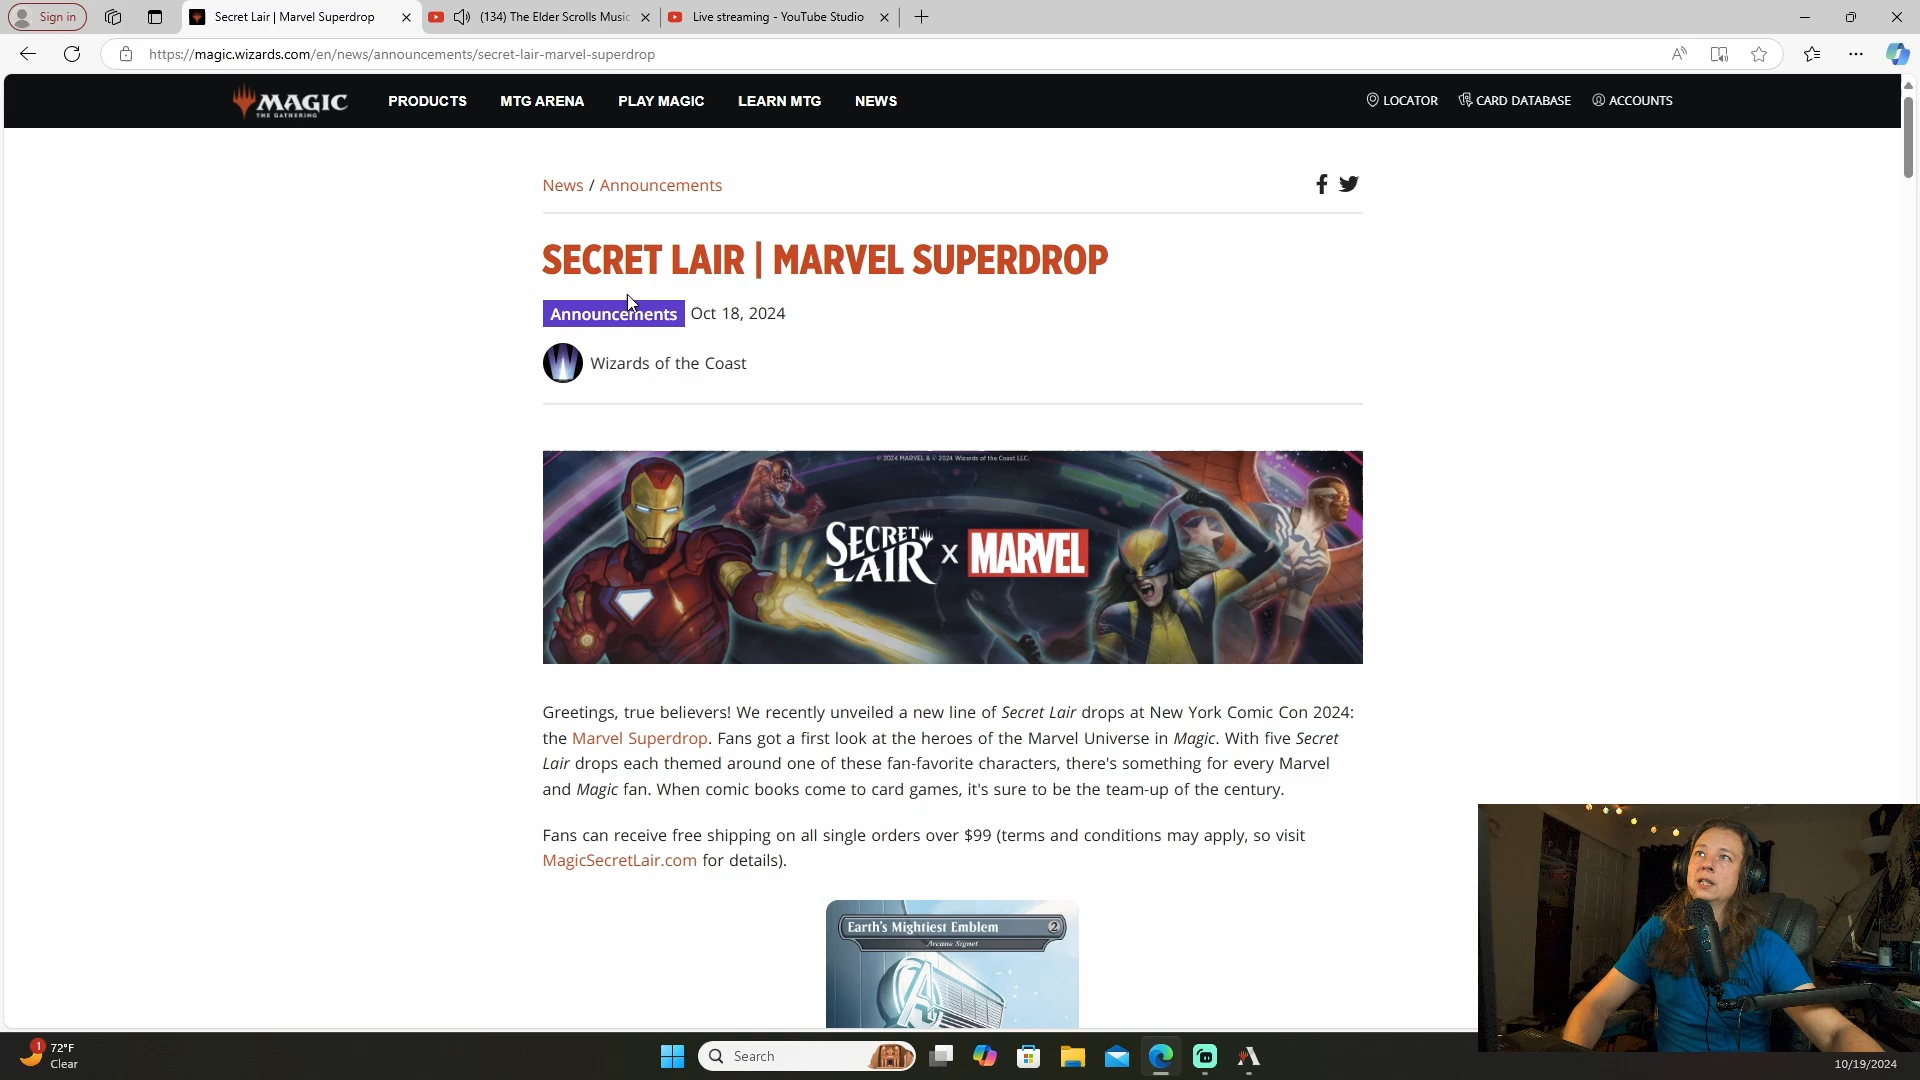 Sign in
Secret Lair | Marvel Superdrop
(134) The Elder Scrolls Music
Live streaming - YouTube Studio
https://magic.wizards.com/en/news/announcements/secret-lair-marvel-superdrop
MAGIC
THE GATHERING
PRODUCTS
MTG ARENA
PLAY MAGIC
LEARN MTG
NEWS
LOCATOR
CARD DATABASE
ACCOUNTS
News / Announcements
SECRET LAIR | MARVEL SUPERDROP
Announcements Oct 18, 2024
Wizards of the Coast
© 2024 MARVEL & © 2024 Wizards of the Coast LLC.
SECRET LAIR X MARVEL
Greetings, true believers! We recently unveiled a new line of Secret Lair drops at New York Comic Con 2024:
the Marvel Superdrop. Fans got a first look at the heroes of the Marvel Universe in Magic. With five Secret
Lair drops each themed around one of these fan-favorite characters, there's something for every Marvel
and Magic fan. When comic books come to card games, it's sure to be the team-up of the century.
Fans can receive free shipping on all single orders over $99 (terms and conditions may apply, so visit
MagicSecretLair.com for details).
Earth's Mightiest Emblem 2
Arcane Signet
1
72°F
Clear
Search
10/19/2024